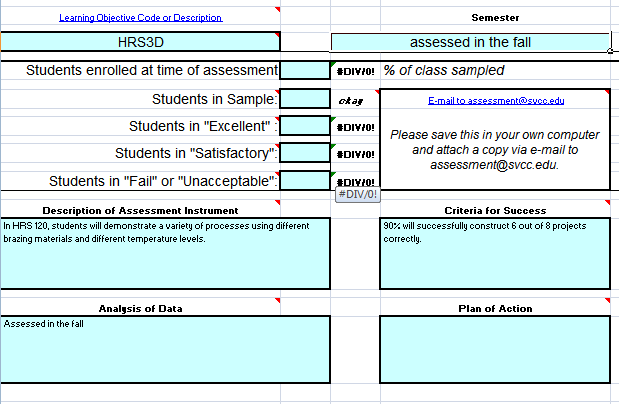 Learning Objective Code or Description
Semester
HRS3D
assessed in the fall
Students enrolled at time of assessment
#DIV/0!
% of class sampled
Students in Sample:
okay
E-mail to assessment@svcc.edu
Students in "Excellent" :
#DIV/0!
Please save this in your own computer
and attach a copy via e-mail to
assessment@svcc.edu.
Students in "Satisfactory":
#DIV/0!
Students in "Fail" or "Unacceptable":
#DIV/0!
#DIV/0!
Description of Assessment Instrument
Criteria for Success
In HRS 120, students will demonstrate a variety of processes using different
brazing materials and different temperature levels.
90% will successfully construct 6 out of 8 projects
correctly.
Analysis of Data
Plan of Action
Assessed in the fall